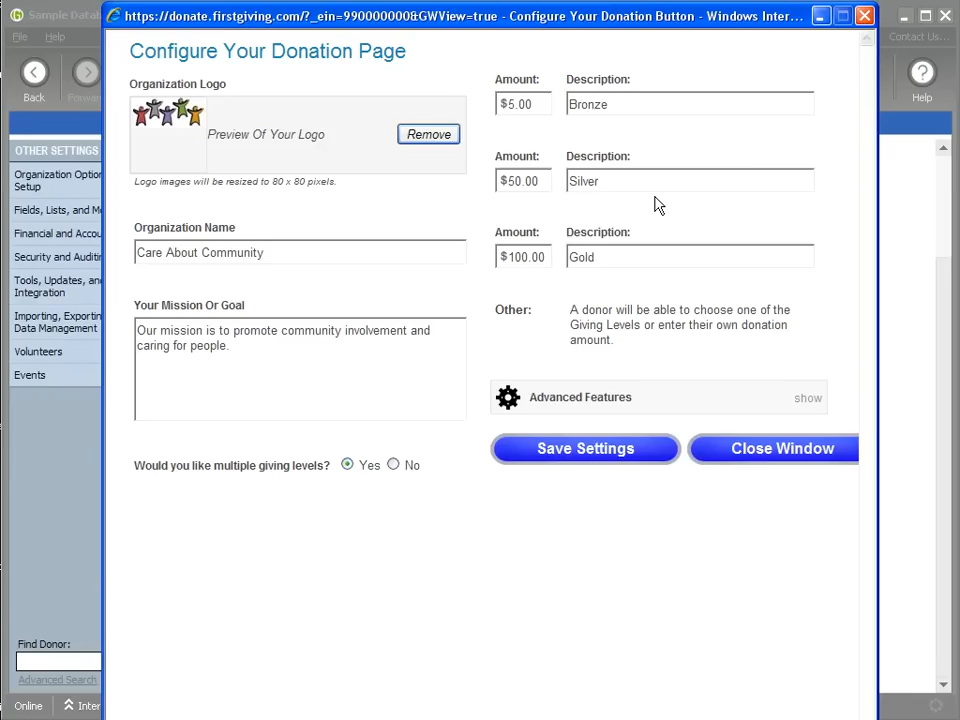 https://donate.firstgiving.com/?_ein=990000000&GWView=true - Configure Your Donation Button - Windows Inter...
Sample Datab
File Help
Contact Us...
Back
Forward
Help
OTHER SETTINGS
Organization Option
Setup
Fields, Lists, and M
Financial and Accou
Security and Auditin
Tools, Updates, and
Integration
Importing, Exportin
Data Management
Volunteers
Events
Find Donor:
Advanced Search
Online
Inter
Configure Your Donation Page
Organization Logo
Preview Of Your Logo
Remove
Logo images will be resized to 80 x 80 pixels.
Organization Name
Care About Community
Your Mission Or Goal
Our mission is to promote community involvement and
caring for people.
Would you like multiple giving levels? Yes No
Amount: Description:
$5.00 Bronze
Amount: Description:
$50.00 Silver
Amount: Description:
$100.00 Gold
Other: A donor will be able to choose one of the
Giving Levels or enter their own donation
amount.
Advanced Features show
Save Settings Close Window